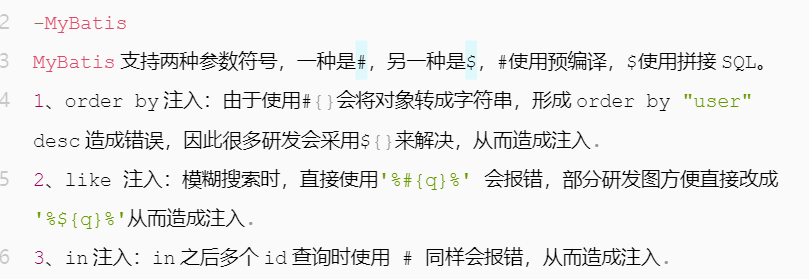 2 -MyBatis
3 MyBatis 支持两种参数符号，一种是#，另一种是$，#使用预编译，$使用拼接 SQL。
4 1、order by 注入：由于使用#{}会将对象转成字符串，形成 order by "user"
desc 造成错误，因此很多研发会采用${}来解决，从而造成注入.
5 2、like 注入：模糊搜索时，直接使用'%#{q}%' 会报错，部分研发图方便直接改成
'%${q}%'从而造成注入.
6 3、in 注入：in 之后多个 id 查询时使用 # 同样会报错，从而造成注入.